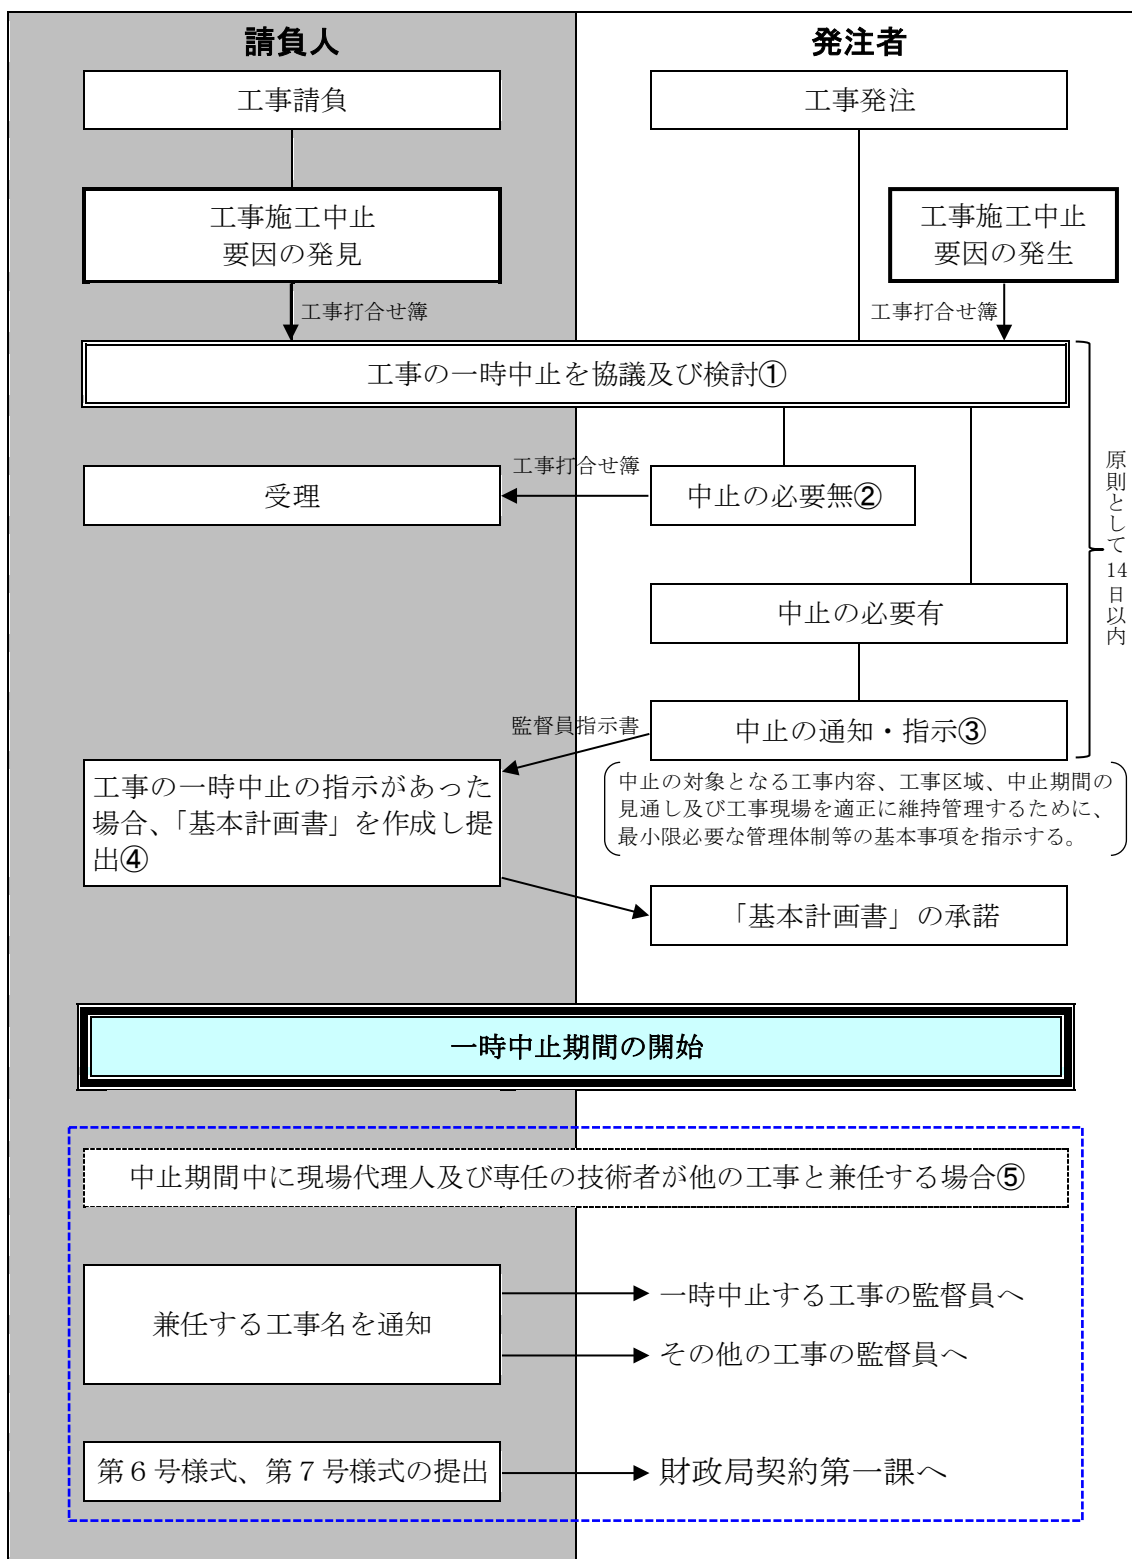 請負人
発注者
工事請負
工事発注
工事施工中止
要因の発見
工事施工中止
要因の発生
工事打合せ簿
工事打合せ簿
工事の一時中止を協議及び検討①
原則として14日以内
工事打合せ簿
受理
中止の必要無②
中止の必要有
監督員指示書
中止の通知・指示③
中止の対象となる工事内容、工事区域、中止期間の
見通し及び工事現場を適正に維持管理するために、
最小限必要な管理体制等の基本事項を指示する。
工事の一時中止の指示があった
場合、「基本計画書」を作成し提
出④
「基本計画書」の承諾
一時中止期間の開始
中止期間中に現場代理人及び専任の技術者が他の工事と兼任する場合⑤
兼任する工事名を通知
一時中止する工事の監督員へ
その他の工事の監督員へ
第６号様式、第７号様式の提出
財政局契約第一課へ